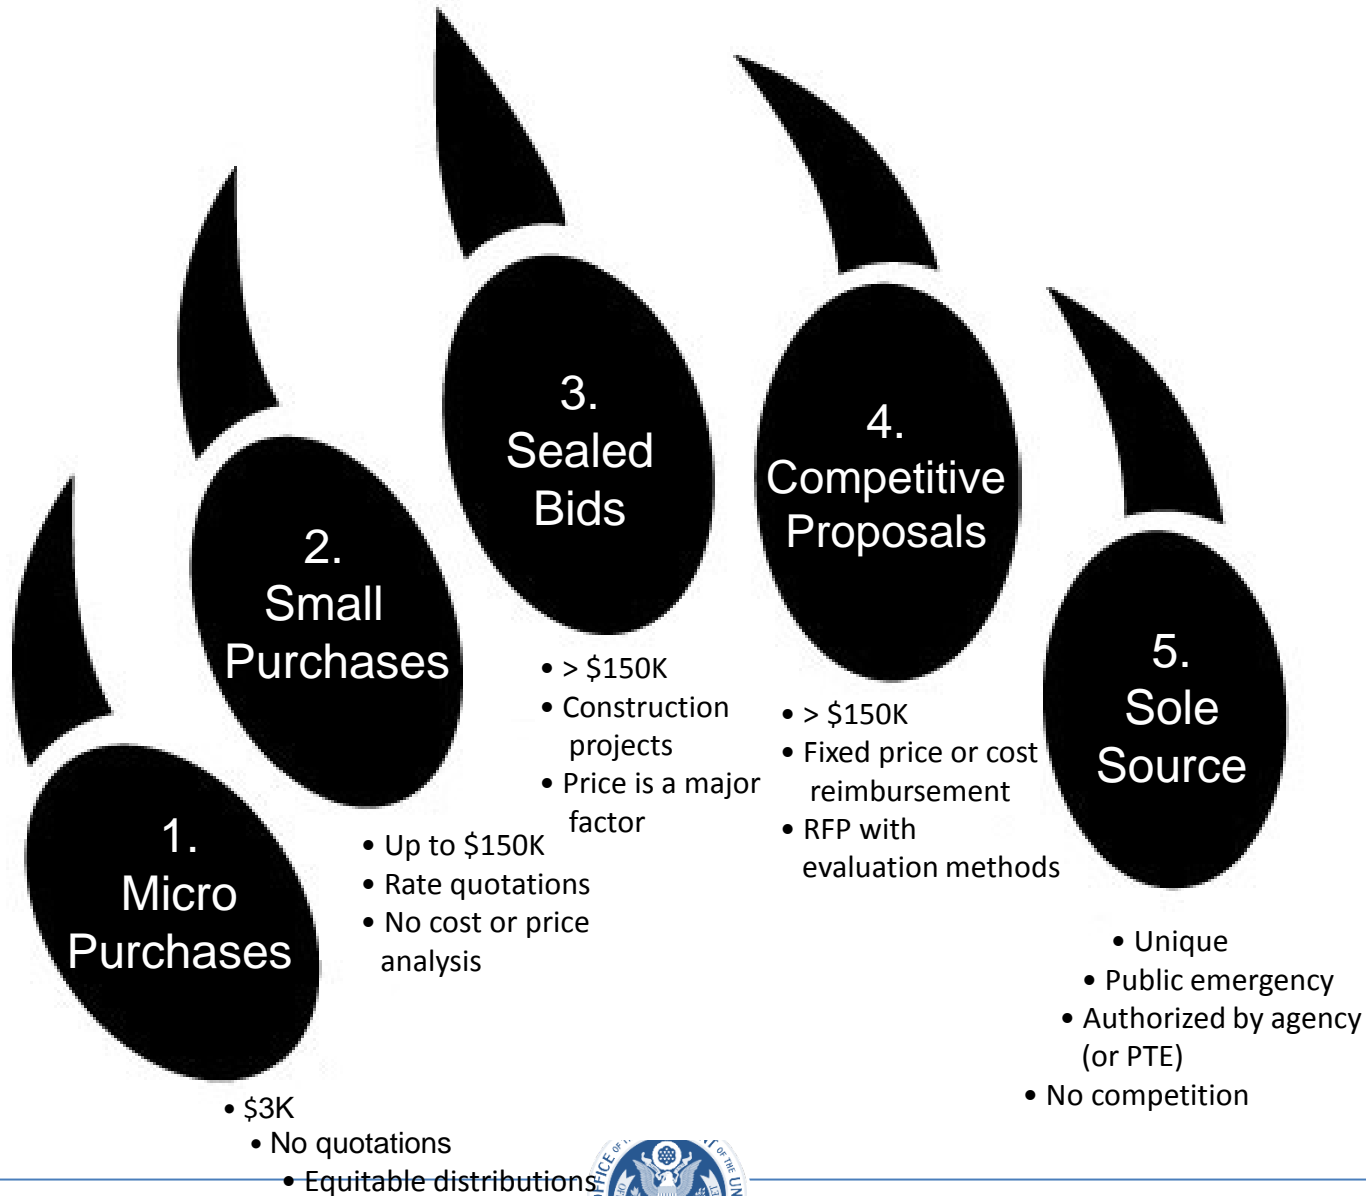 1.
Micro
Purchases
• $3K
• No quotations
• Equitable distributions
2.
Small
Purchases
• Up to $150K
• Rate quotations
• No cost or price
analysis
3.
Sealed
Bids
• > $150K
• Construction
projects
• Price is a major
factor
4.
Competitive
Proposals
• > $150K
• Fixed price or cost
reimbursement
• RFP with
evaluation methods
5.
Sole
Source
• Unique
• Public emergency
• Authorized by agency
(or PTE)
• No competition